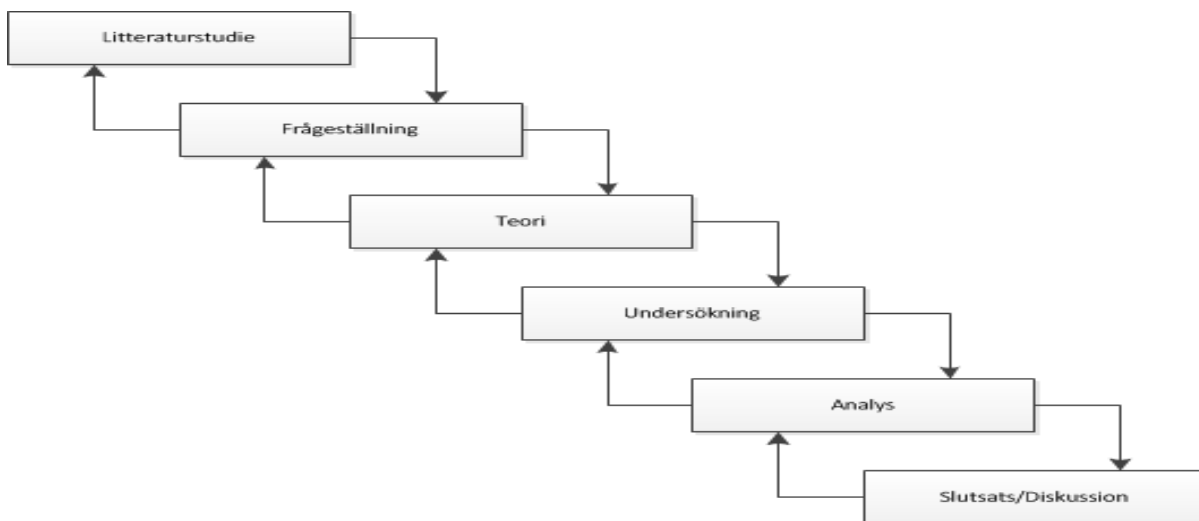 Litteraturstudie
Frågeställning
Teori
Undersökning
Analys
Slutsats/Diskussion